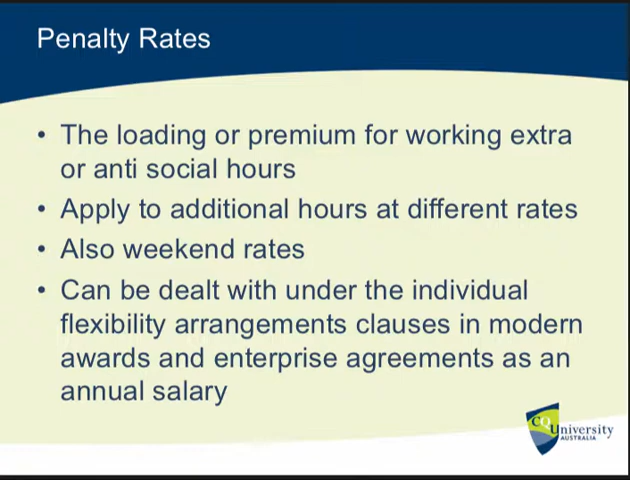 Penalty Rates
• The loading or premium for working extra
or anti social hours
• Apply to additional hours at different rates
• Also weekend rates
• Can be dealt with under the individual
flexibility arrangements clauses in modern
awards and enterprise agreements as an
annual salary
CQUniversity
AUSTRALIA